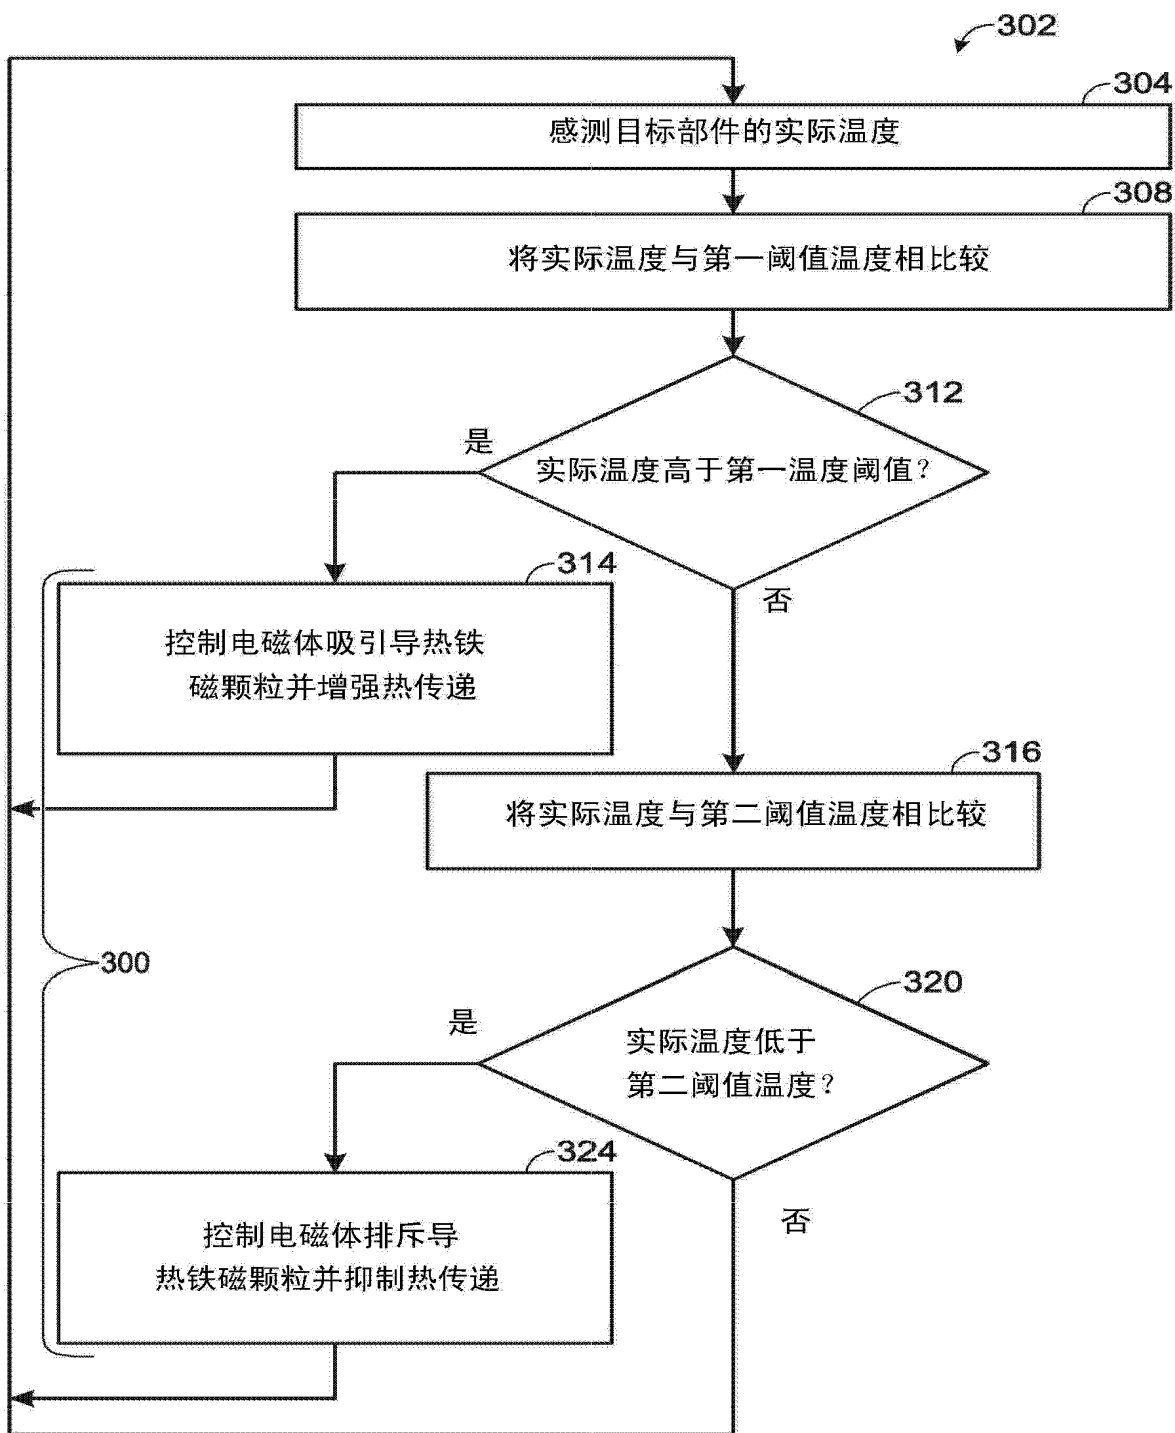 302
304
感测目标部件的实际温度
308
将实际温度与第一阈值温度相比较
312
是
实际温度高于第一温度阈值？
314
否
控制电磁体吸引导热铁
磁颗粒并增强热传递
316
将实际温度与第二阈值温度相比较
300
320
是
实际温度低于
第二阈值温度？
324
否
控制电磁体排斥导
热铁磁颗粒并抑制热传递